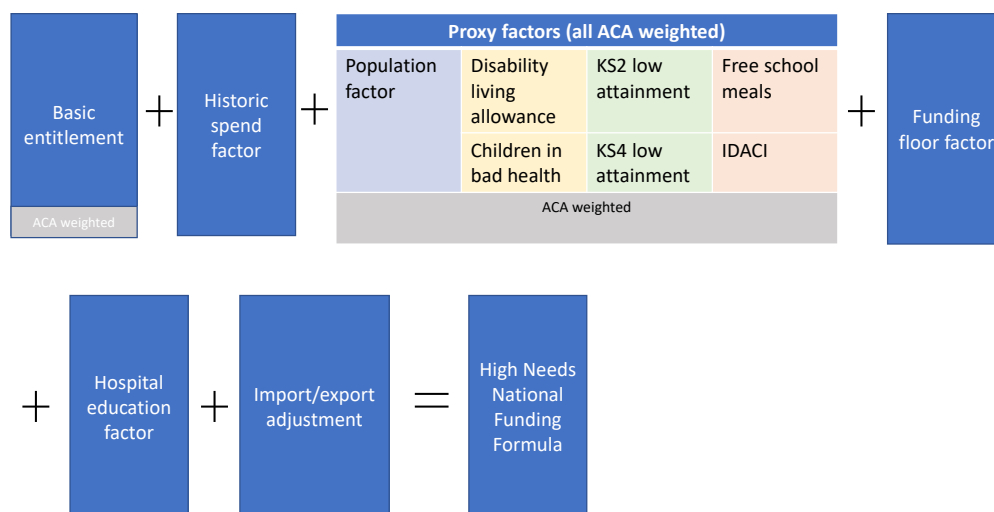 Basic
entitlement
ACA weighted
+
Historic
spend
factor
+
Proxy factors (all ACA weighted)
Population
factor
Disability
living
allowance
KS2 low
attainment
Free school
meals
Children in
bad health
KS4 low
attainment
IDACI
ACA weighted
+
Funding
floor factor
+
Hospital
education
factor
+
Import/export
adjustment
=
High Needs
National
Funding
Formula